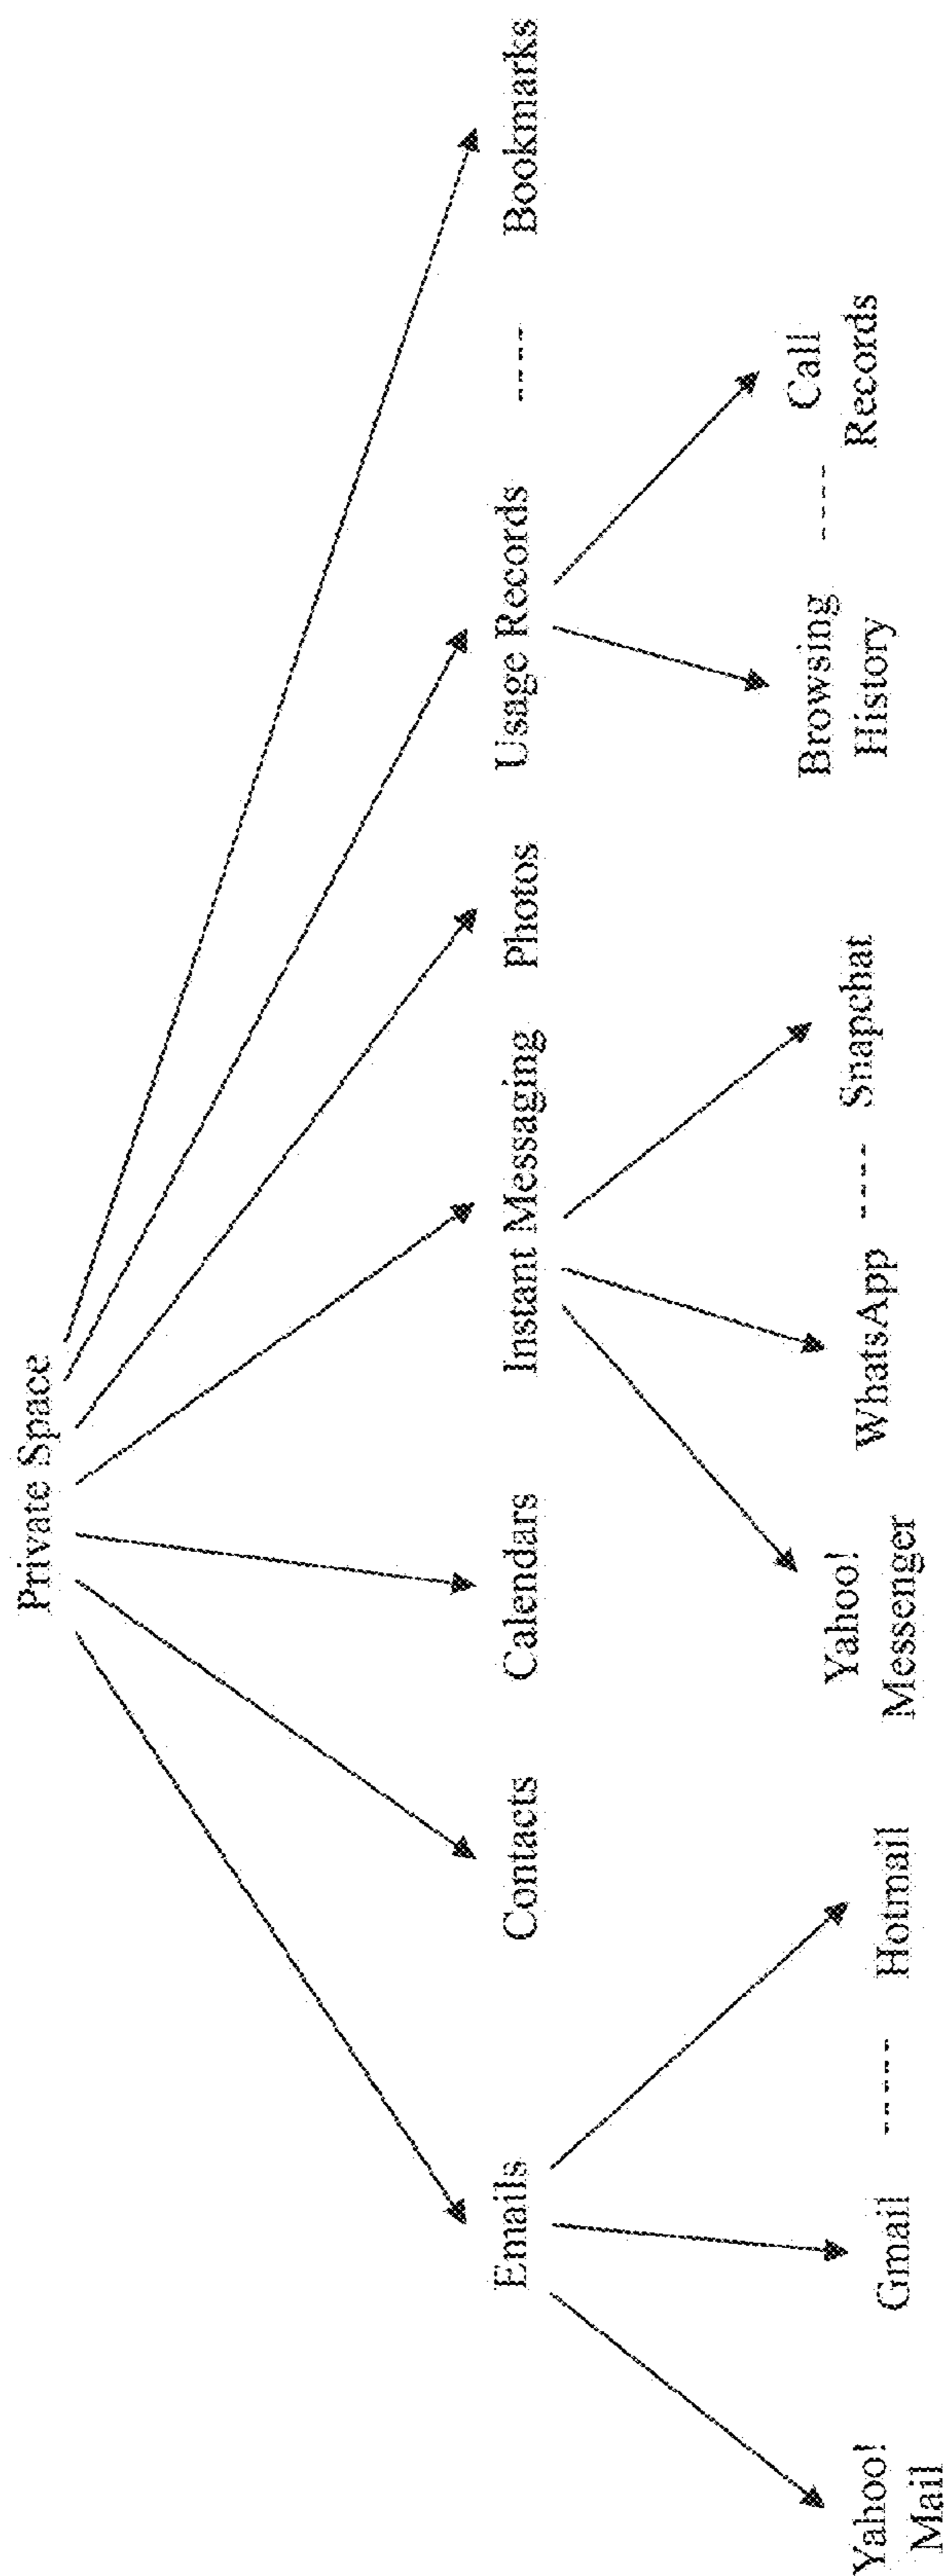 Private Space
Emails
Contacts
Calendars
Instant Messaging
Photos
Usage Records
----
Bookmarks
Yahoo!
Mail
Gmail
-----
Hotmail
Yahoo!
Messenger
WhatsApp
----
Snapchat
Browsing
History
----
Call
Records